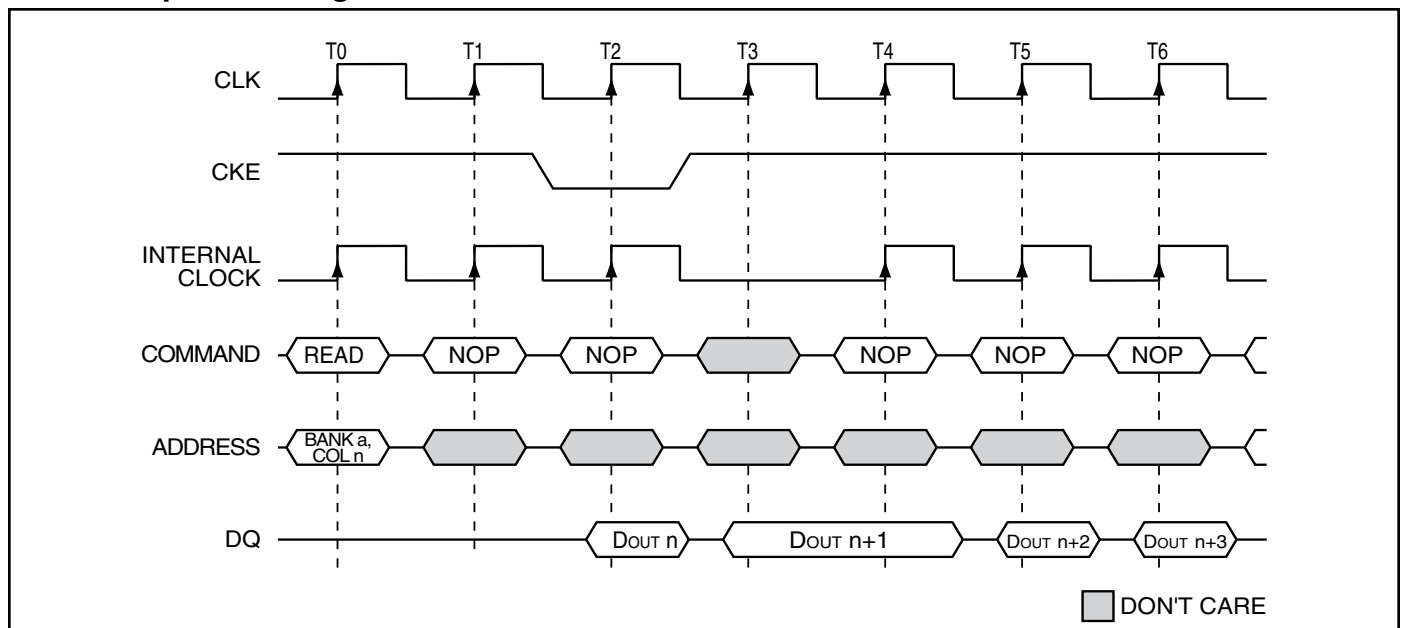 T0 T1 T2 T3 T4 T5 T6
CLK
CKE
INTERNAL
CLOCK
COMMAND READ NOP NOP NOP NOP NOP
ADDRESS BANK a,
COL n
DQ DOUT n DOUT n+1 DOUT n+2 DOUT n+3
DON'T CARE